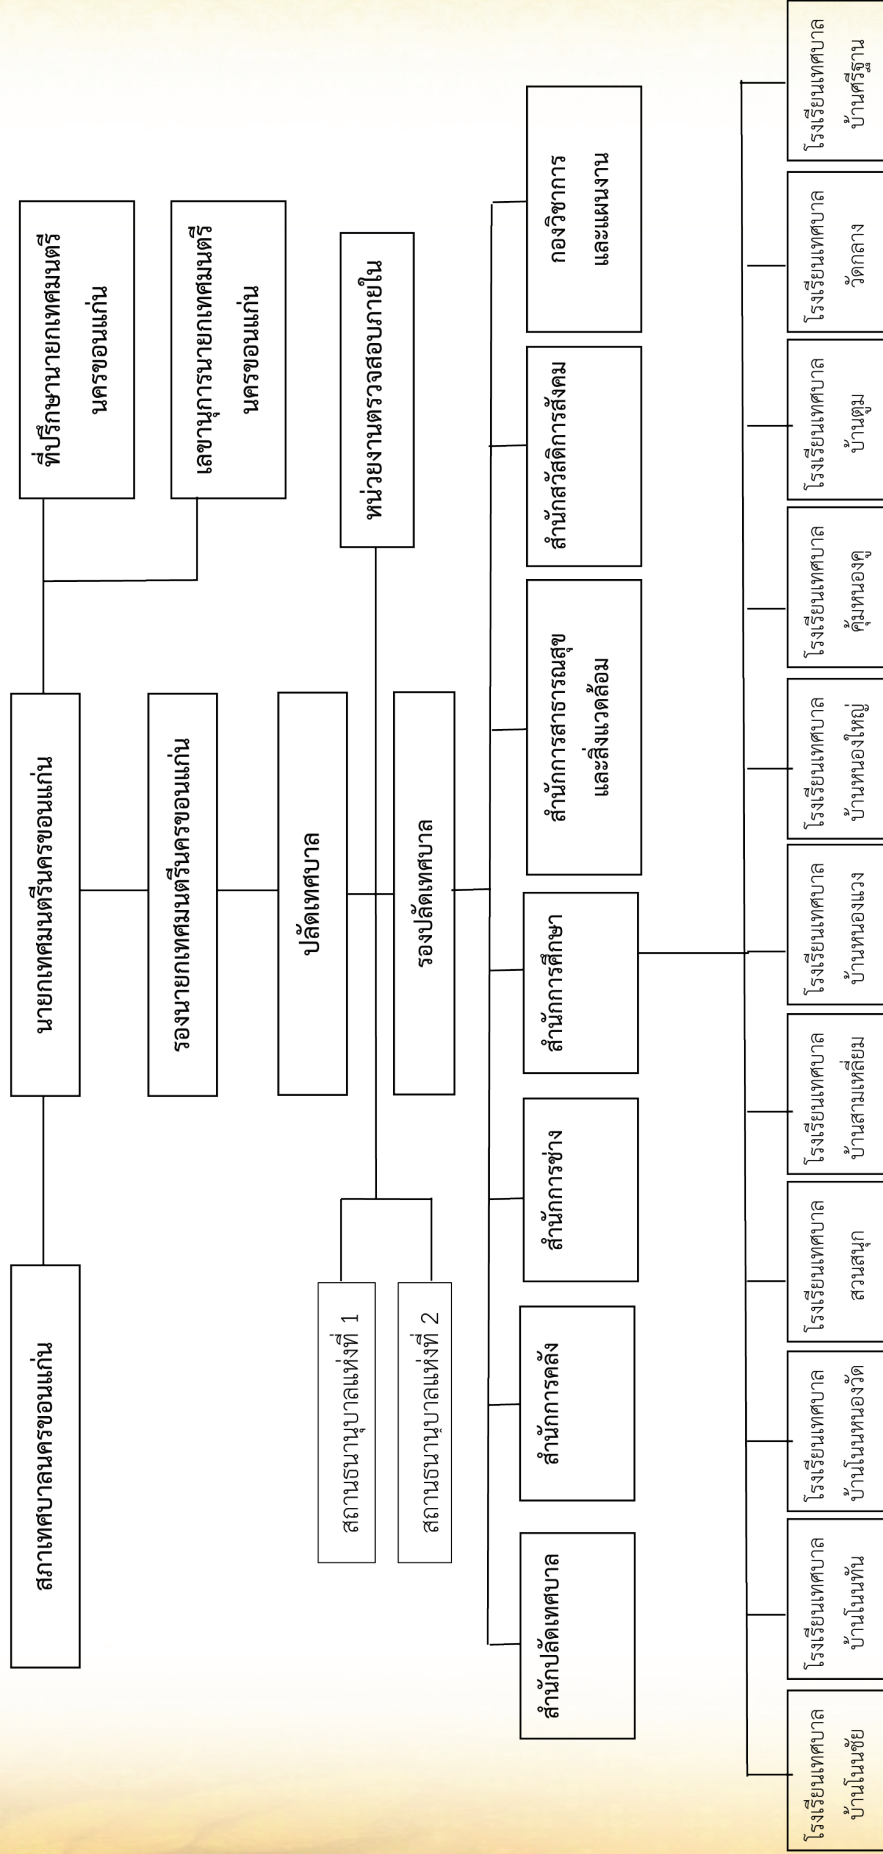 สภาเทศบาลนครขอนแก่น
นายกเทศมนตรีนครขอนแก่น
ที่ปรึกษานายกเทศมนตรี
นครขอนแก่น
เลขานุการนายกเทศมนตรี
นครขอนแก่น
รองนายกเทศมนตรีนครขอนแก่น
ปลัดเทศบาล
หน่วยงานตรวจสอบภายใน
สถานธนานุบาลแห่งที่ 1
สถานธนานุบาลแห่งที่ 2
รองปลัดเทศบาล
สำนักปลัดเทศบาล
สำนักการคลัง
สำนักการช่าง
สำนักการศึกษา
สำนักการสาธารณสุข
และสิ่งแวดล้อม
สำนักสวัสดิการสังคม
กองวิชาการ
และแผนงาน
โรงเรียนเทศบาล
บ้านโนนชัย
โรงเรียนเทศบาล
บ้านโนนทัน
โรงเรียนเทศบาล
บ้านโนนหนองวัด
โรงเรียนเทศบาล
สวนสนุก
โรงเรียนเทศบาล
บ้านสามเหลี่ยม
โรงเรียนเทศบาล
บ้านหนองแวง
โรงเรียนเทศบาล
บ้านหนองใหญ่
โรงเรียนเทศบาล
คุ้มหนองคู
โรงเรียนเทศบาล
บ้านตูม
โรงเรียนเทศบาล
วัดกลาง
โรงเรียนเทศบาล
บ้านศรีฐาน